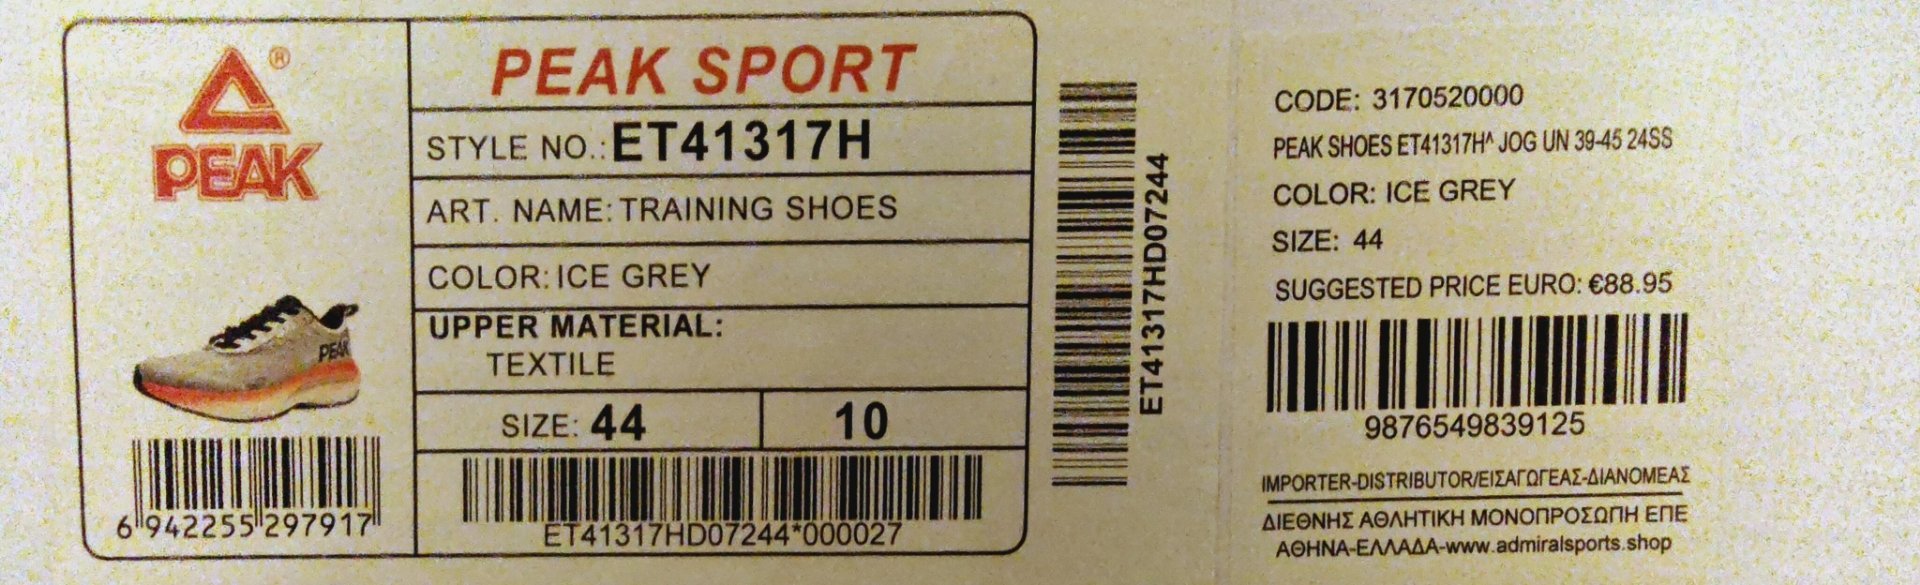 ®
PEAK
PEAK
6 942255 297917
PEAK SPORT
STYLE NO.: ET41317H
ART. NAME: TRAINING SHOES
COLOR: ICE GREY
UPPER MATERIAL:
TEXTILE
SIZE: 44 10
ET41317HD07244*000027
ET41317HD07244
CODE: 3170520000
PEAK SHOES ET41317H^ JOG UN 39-45 24SS
COLOR: ICE GREY
SIZE: 44
SUGGESTED PRICE EURO: €88.95
9876549839125
IMPORTER-DISTRIBUTOR/ΕΙΣΑΓΩΓΕΑΣ-ΔΙΑΝΟΜΕΑΣ
ΔΙΕΘΝΗΣ ΑΘΛΗΤΙΚΗ ΜΟΝΟΠΡΟΣΩΠΗ ΕΠΕ
ΑΘΗΝΑ-ΕΛΛΑΔΑ-www.admiralsports.shop